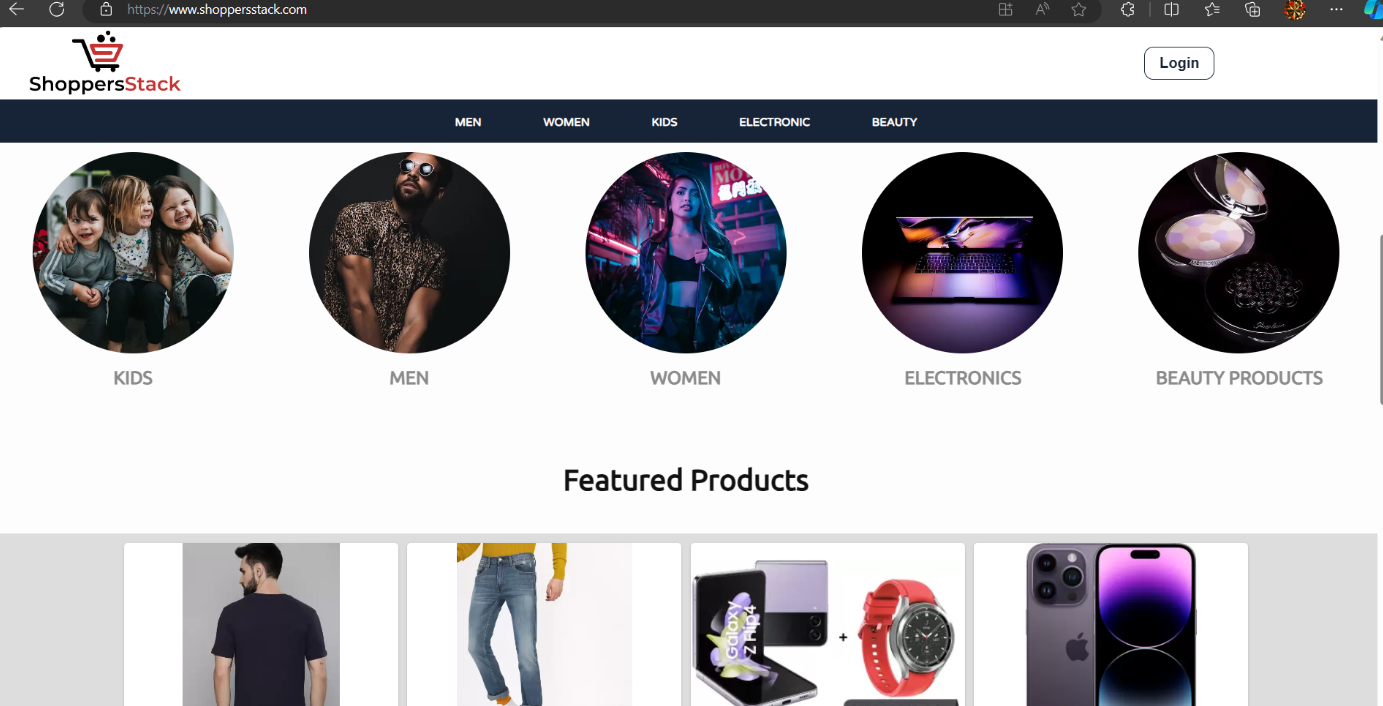 https://www.shoppersstack.com
ShoppersStack
Login
MEN WOMEN KIDS ELECTRONIC BEAUTY
KIDS MEN WOMEN ELECTRONICS BEAUTY PRODUCTS
Featured Products
Galaxy
Z Flip4
+